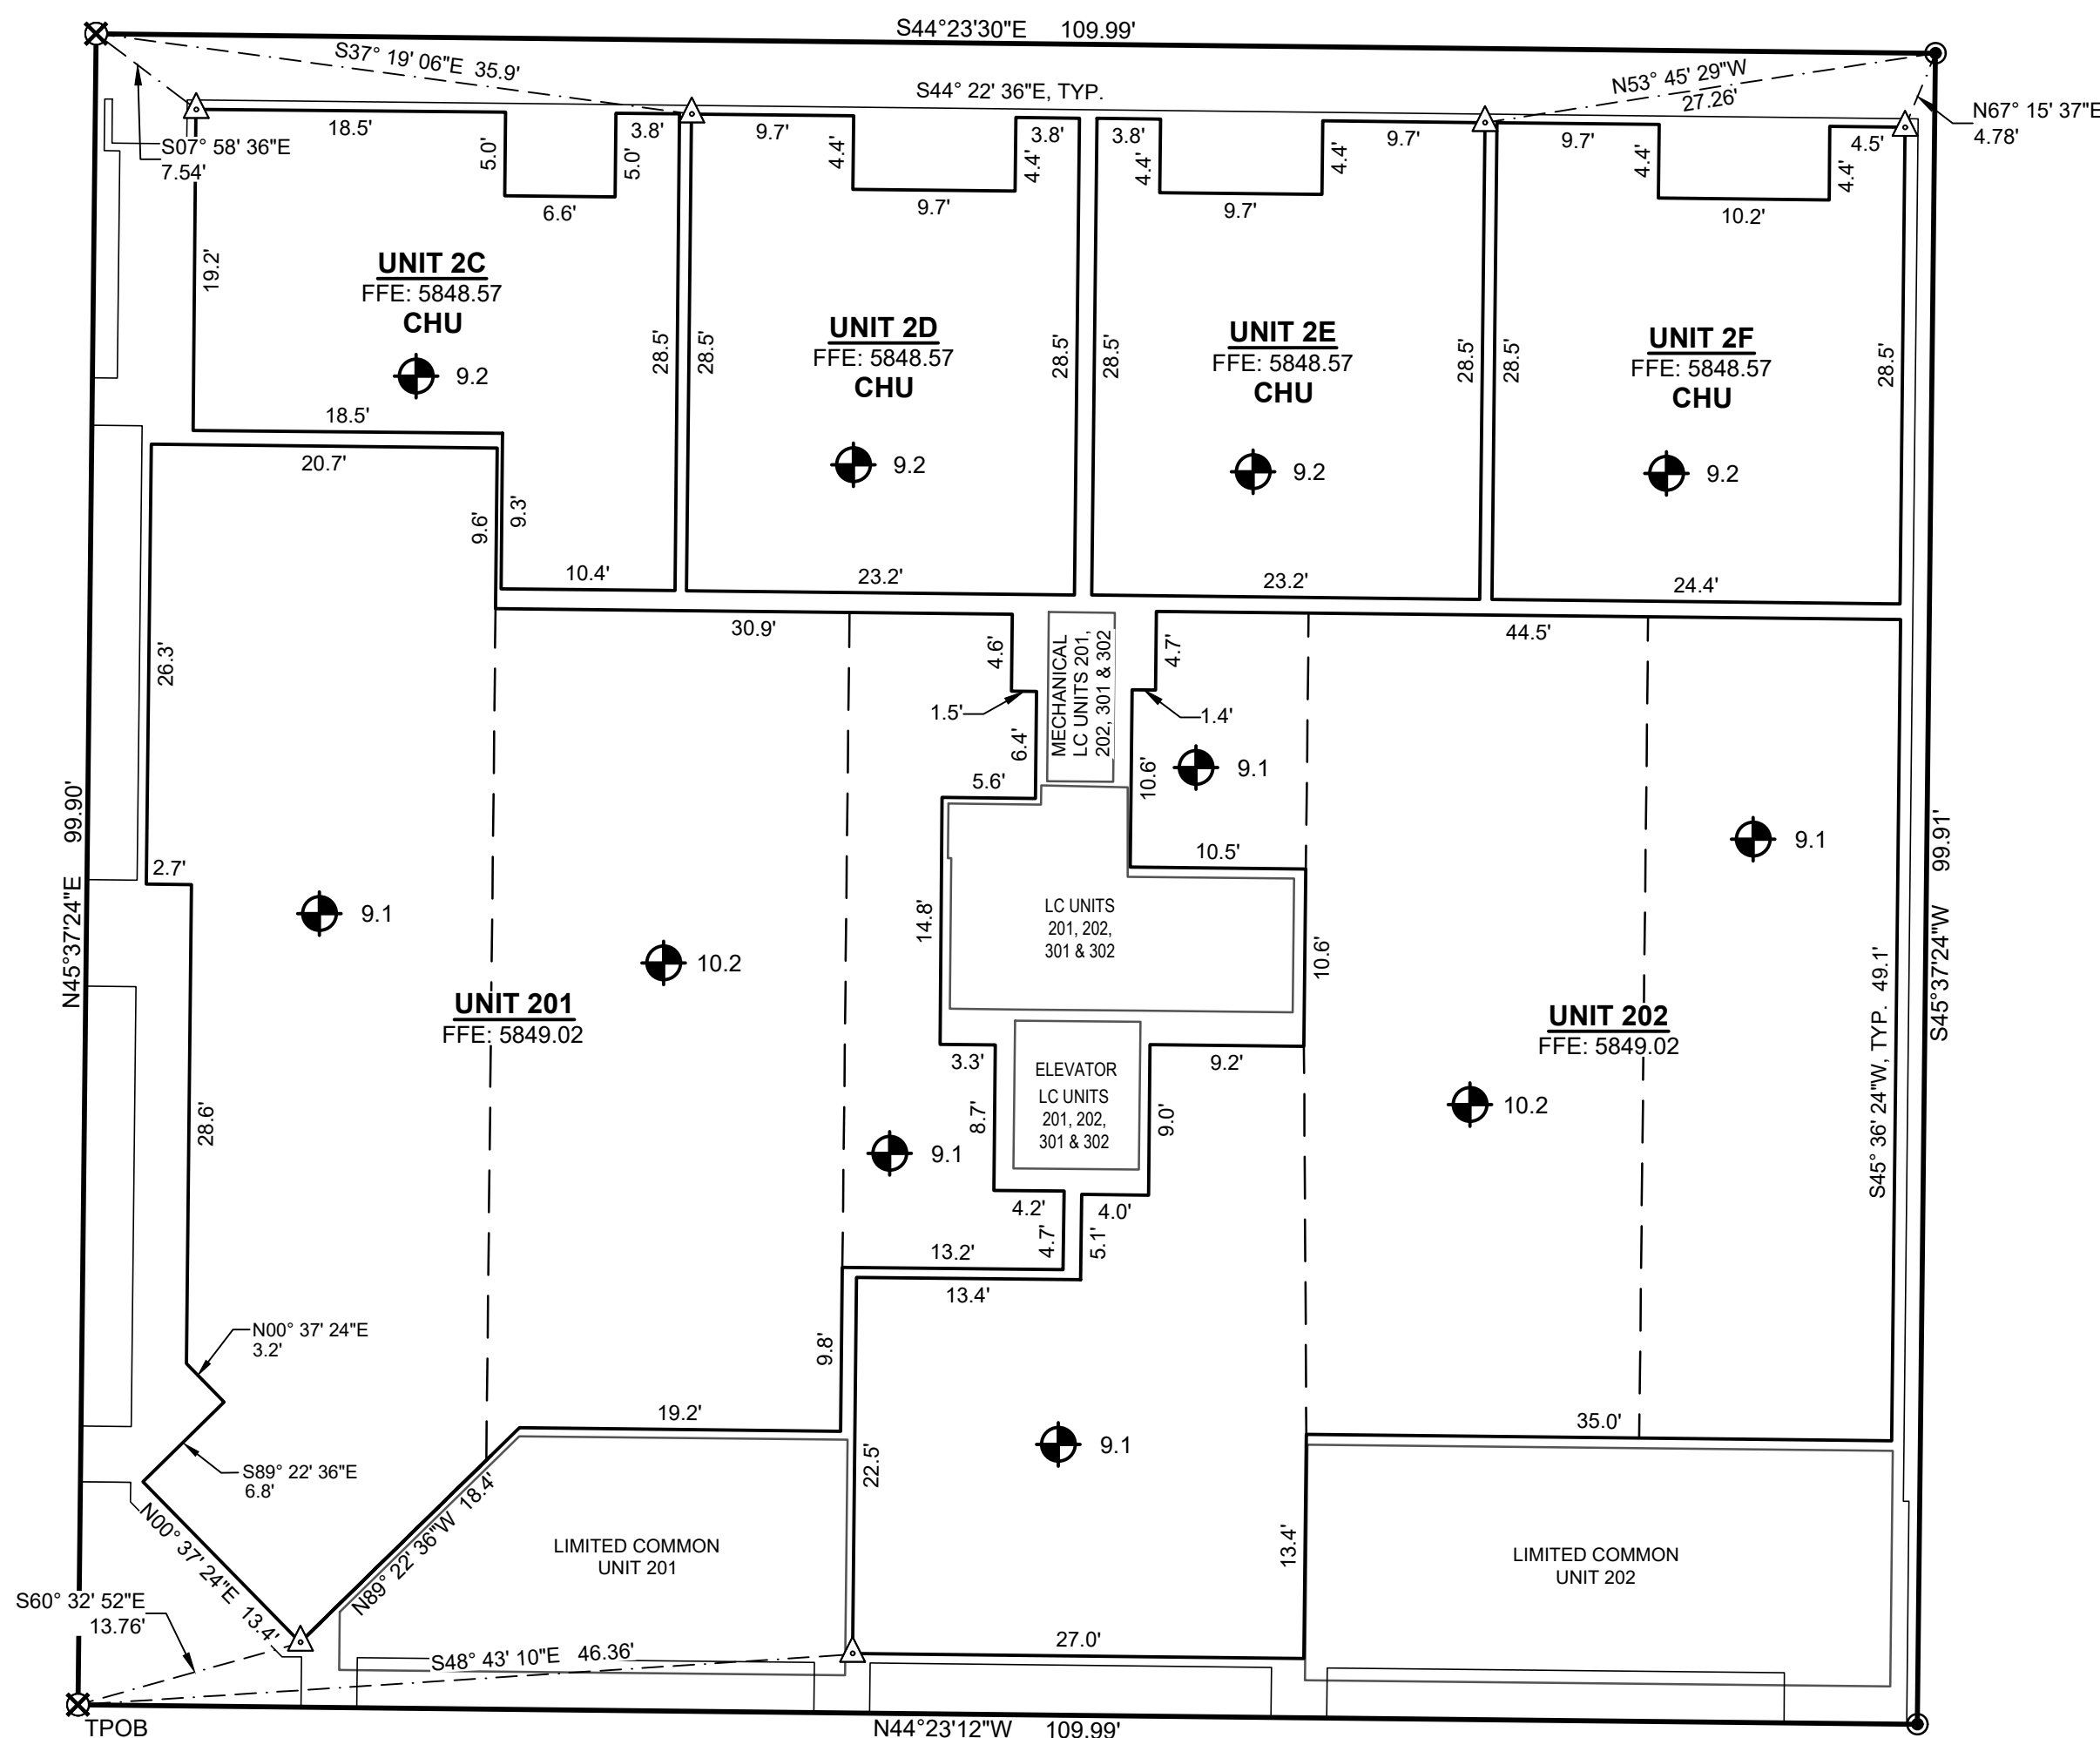 S44°23'30"E 109.99'
S37° 19' 06"E 35.9'
S44° 22' 36"E, TYP.
N53° 45' 29"W
27.26'
N67° 15' 37"E
4.78'
S07° 58' 36"E
7.54'
18.5'
5.0'
6.6'
5.0'
3.8'
9.7'
4.4'
9.7'
4.4'
3.8'
3.8'
4.4'
9.7'
4.4'
9.7'
9.7'
4.4'
10.2'
4.4'
4.5'
19.2'
UNIT 2C
FFE: 5848.57
CHU
9.2
28.5'
28.5'
UNIT 2D
FFE: 5848.57
CHU
9.2
28.5'
28.5'
UNIT 2E
FFE: 5848.57
CHU
9.2
28.5'
28.5'
UNIT 2F
FFE: 5848.57
CHU
9.2
28.5'
18.5'
20.7'
9.6'
9.3'
10.4'
23.2'
23.2'
24.4'
30.9'
44.5'
26.3'
4.6'
1.5'
6.4'
5.6'
MECHANICAL
LC UNITS 201,
202, 301 & 302
4.7'
1.4'
10.6'
9.1
10.5'
9.1
N45°37'24"E 99.90'
2.7'
9.1
10.2
UNIT 201
FFE: 5849.02
14.8'
LC UNITS
201, 202,
301 & 302
10.6'
UNIT 202
FFE: 5849.02
10.2
S45° 36' 24"W, TYP. 49.1'
S45°37'24"W 99.91'
28.6'
3.3'
8.7'
ELEVATOR
LC UNITS
201, 202,
301 & 302
9.2'
9.0'
9.1
4.2'
4.0'
4.7'
5.1'
13.2'
13.4'
N00° 37' 24"E
3.2'
9.8'
19.2'
35.0'
22.5'
9.1
S89° 22' 36"E
6.8'
N00° 37' 24"E 13.4'
N89° 22' 36"W 18.4'
LIMITED COMMON
UNIT 201
13.4'
LIMITED COMMON
UNIT 202
S60° 32' 52"E
13.76'
S48° 43' 10"E 46.36'
27.0'
TPOB
N44°23'12"W 109.99'